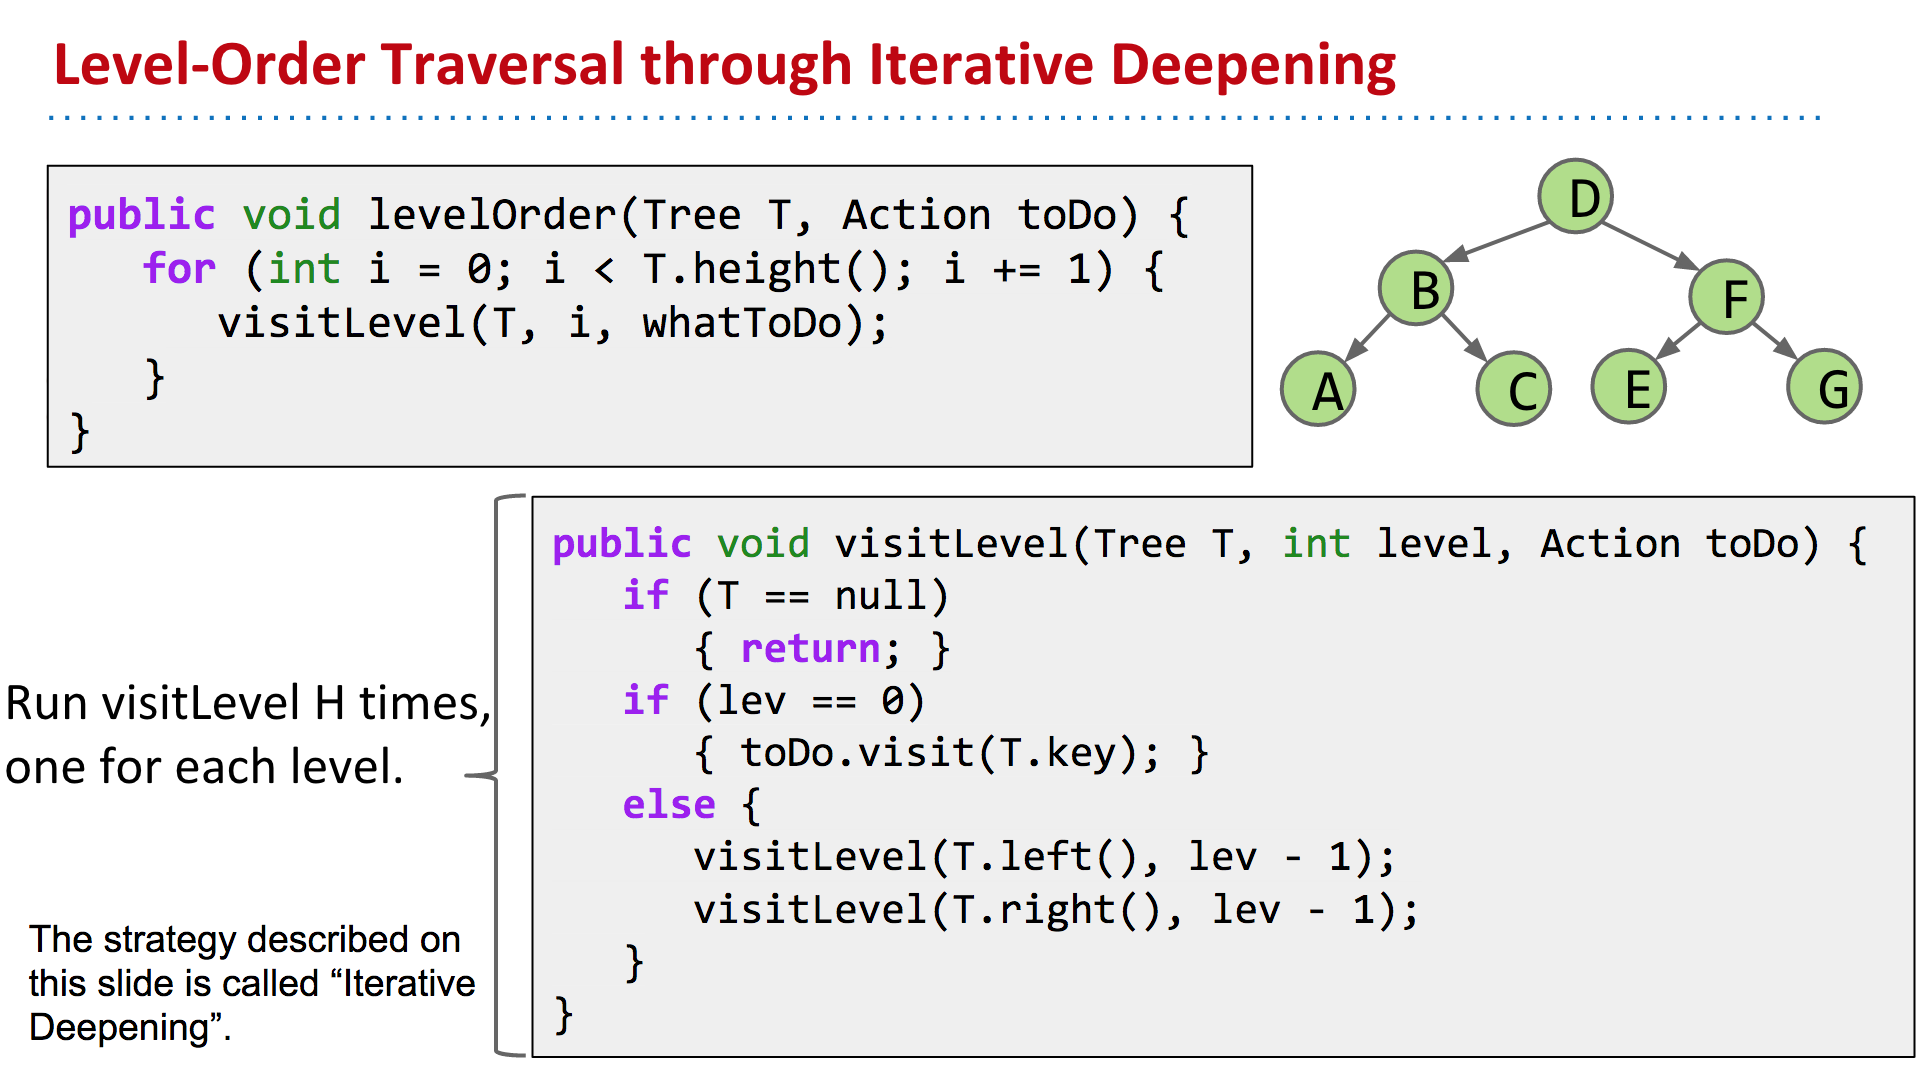 Level-Order Traversal through Iterative Deepening
public void levelOrder(Tree T, Action toDo) {
for (int i = 0; i < T.height(); i += 1) {
visitLevel(T, i, whatToDo);
}
}
D
B
F
A
C
E
G
Run visitLevel H times,
one for each level.
The strategy described on
this slide is called “Iterative
Deepening”.
public void visitLevel(Tree T, int level, Action toDo) {
if (T == null)
{ return; }
if (lev == 0)
{ toDo.visit(T.key); }
else {
visitLevel(T.left(), lev - 1);
visitLevel(T.right(), lev - 1);
}
}